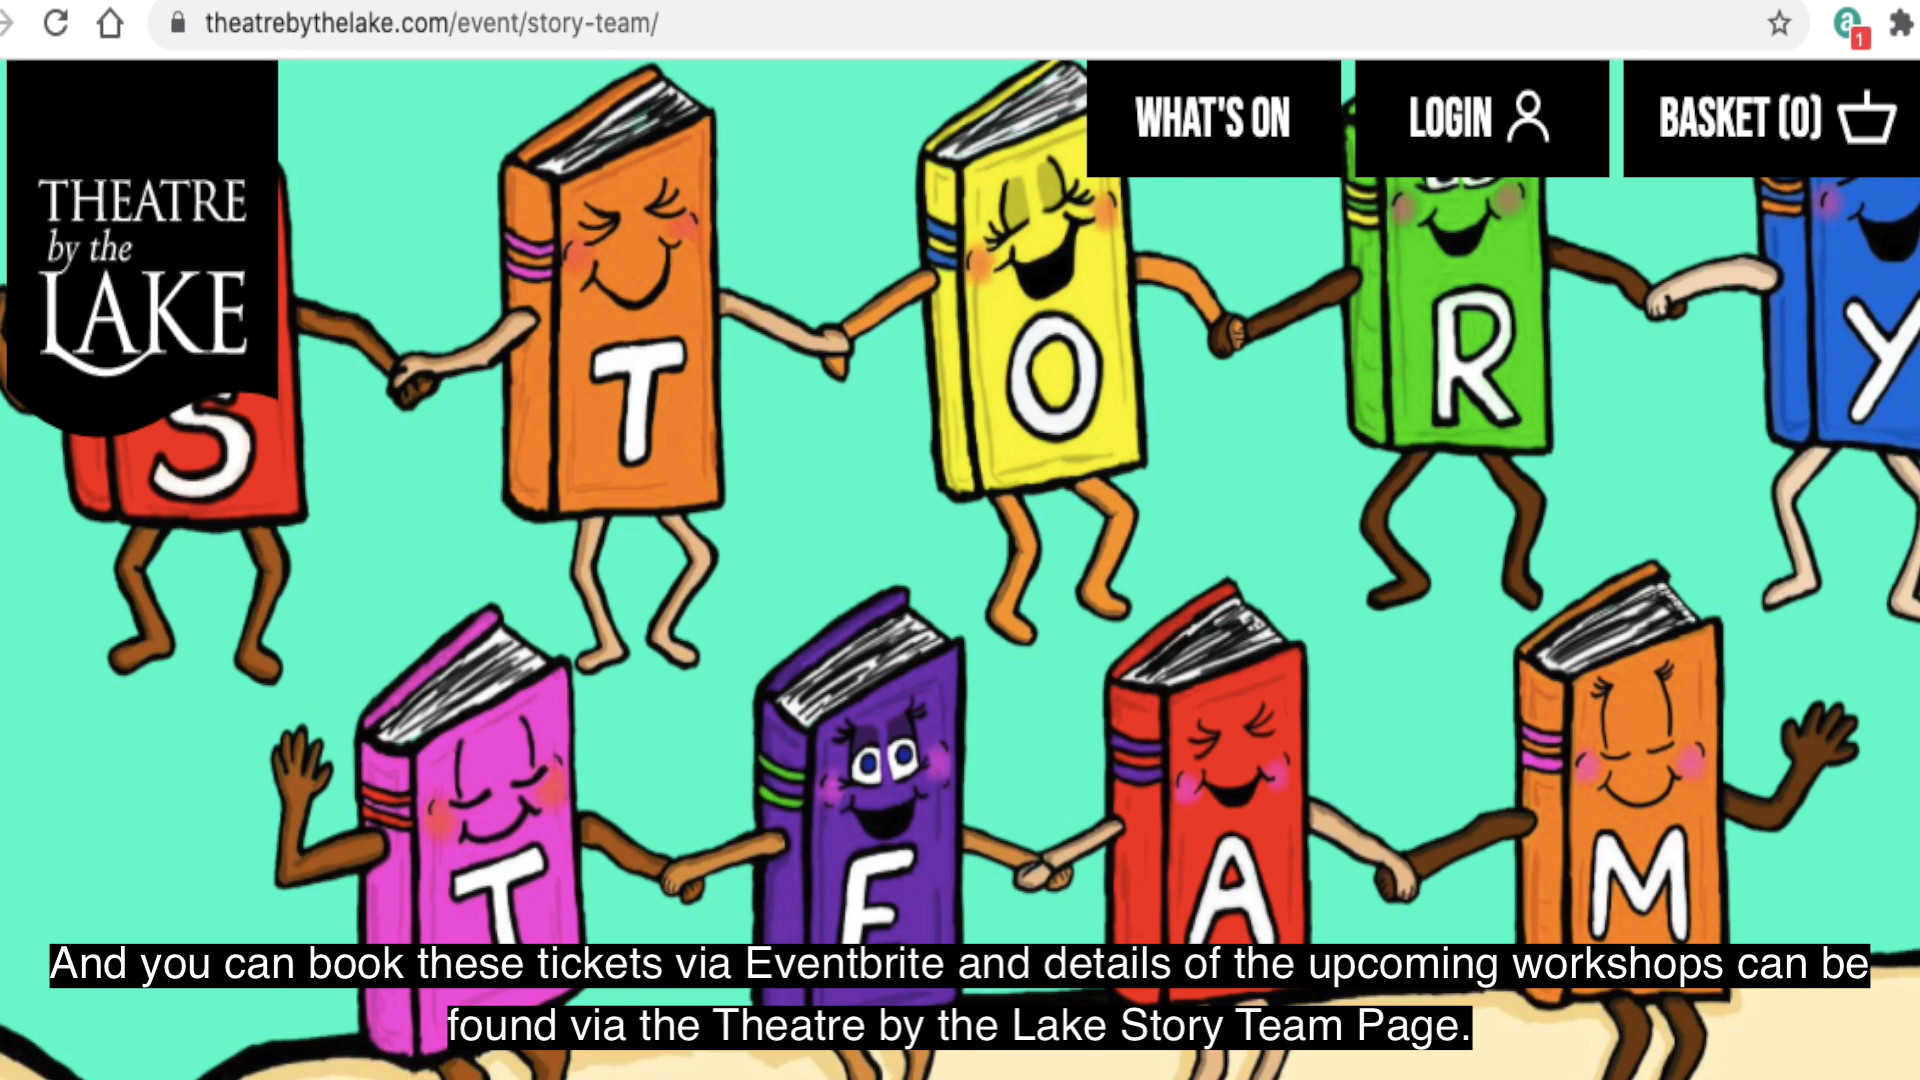 theatrebythelake.com/event/story-team/
1
WHAT'S ON
LOGIN
BASKET (0)
THEATRE
by the
LAKE
S T O R Y
T E A M
And you can book these tickets via Eventbrite and details of the upcoming workshops can be
found via the Theatre by the Lake Story Team Page.